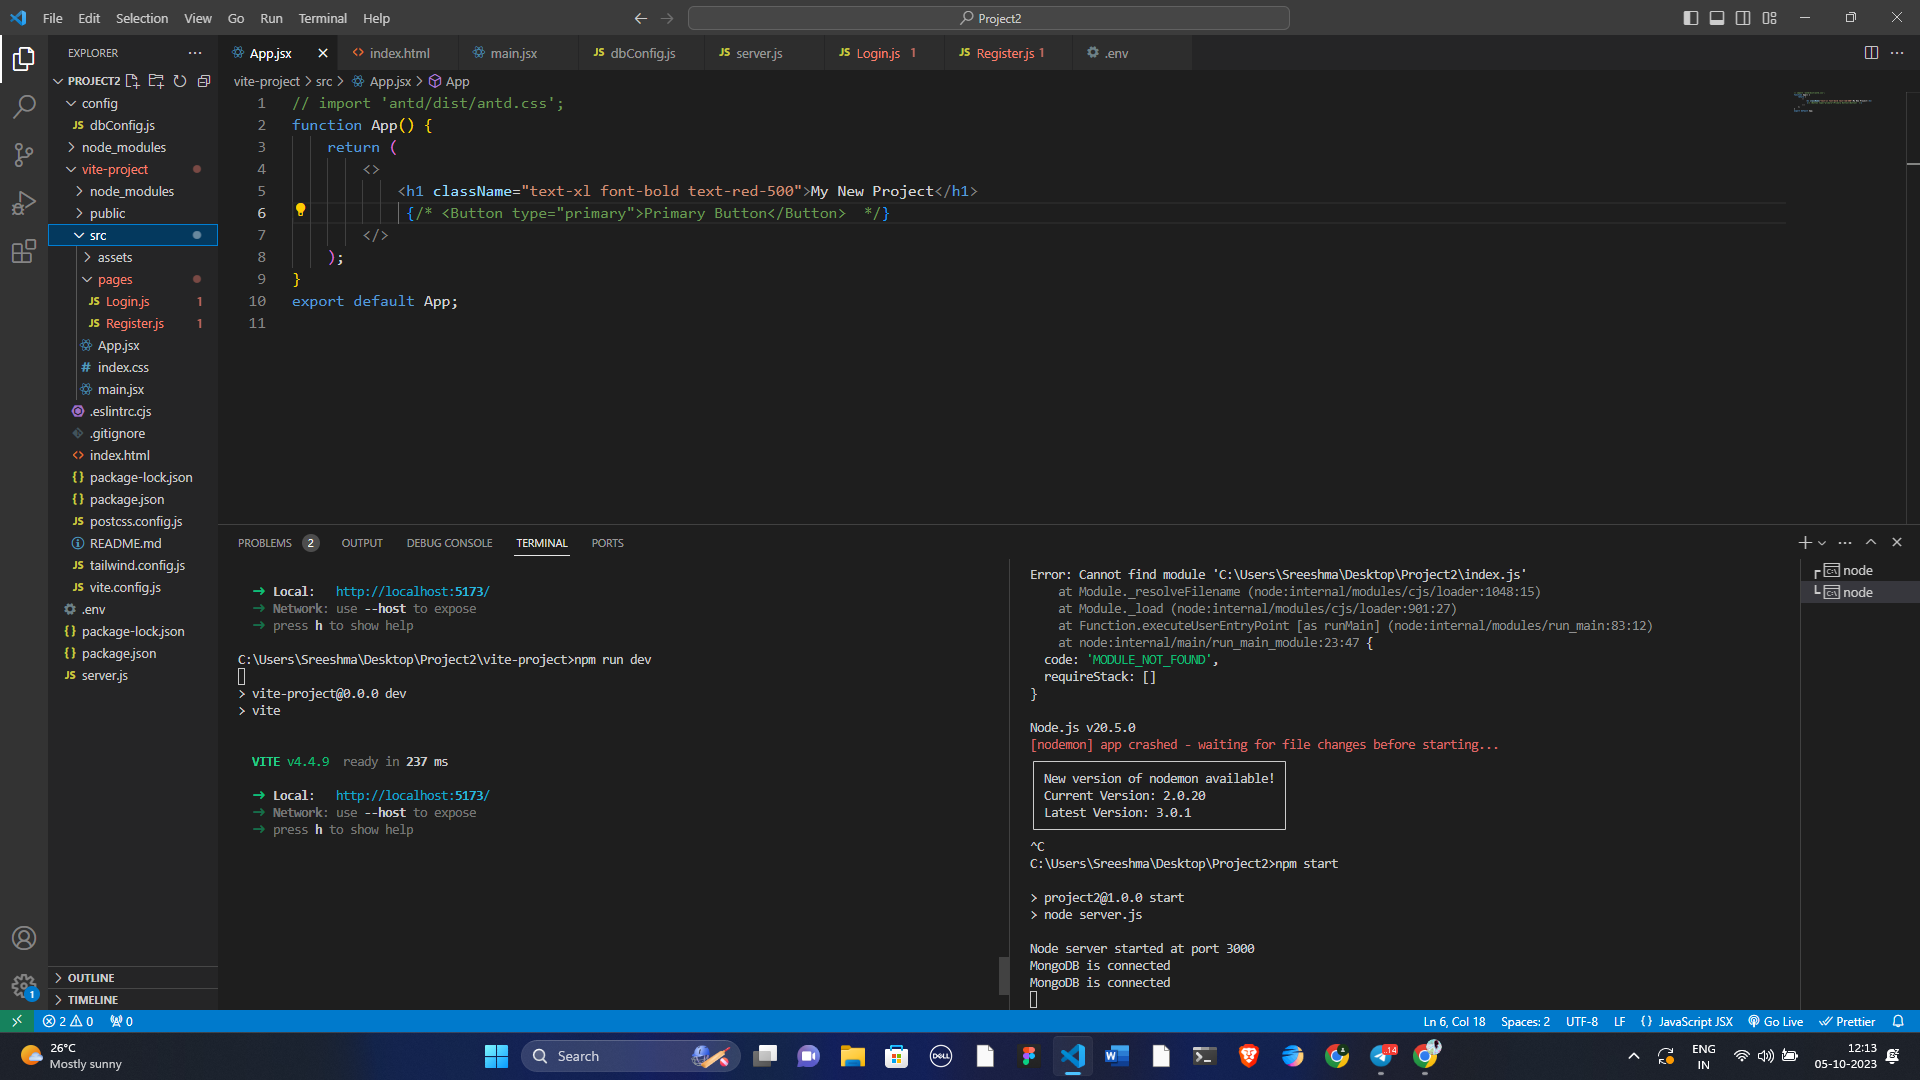 File Edit Selection View Go Run Terminal Help
Project2
EXPLORER
PROJECT2
config
JS dbConfig.js
node_modules
vite-project
node_modules
public
src
assets
pages
JS Login.js 1
JS Register.js 1
App.jsx
# index.css
main.jsx
.eslintrc.cjs
.gitignore
<> index.html
{} package-lock.json
{} package.json
JS postcss.config.js
README.md
JS tailwind.config.js
JS vite.config.js
.env
{} package-lock.json
{} package.json
JS server.js
OUTLINE
TIMELINE
App.jsx
<> index.html
main.jsx
JS dbConfig.js
JS server.js
JS Login.js 1
JS Register.js 1
.env
vite-project > src > App.jsx > App
1 // import 'antd/dist/antd.css';
2 function App() {
3 return (
4 <>
5 <h1 className="text-xl font-bold text-red-500">My New Project</h1>
6 {/* <Button type="primary">Primary Button</Button>  */}
7 </>
8 );
9 }
10 export default App;
11
PROBLEMS 2 OUTPUT DEBUG CONSOLE TERMINAL PORTS
➜ Local: http://localhost:5173/
➜ Network: use --host to expose
➜ press h to show help
C:\Users\Sreeshma\Desktop\Project2\vite-project>npm run dev
> vite-project@0.0.0 dev
> vite
VITE v4.4.9 ready in 237 ms
➜ Local: http://localhost:5173/
➜ Network: use --host to expose
➜ press h to show help
Error: Cannot find module 'C:\Users\Sreeshma\Desktop\Project2\index.js'
at Module._resolveFilename (node:internal/modules/cjs/loader:1048:15)
at Module._load (node:internal/modules/cjs/loader:901:27)
at Function.executeUserEntryPoint [as runMain] (node:internal/modules/run_main:83:12)
at node:internal/main/run_main_module:23:47 {
code: 'MODULE_NOT_FOUND',
requireStack: []
}
Node.js v20.5.0
[nodemon] app crashed - waiting for file changes before starting...
New version of nodemon available!
Current Version: 2.0.20
Latest Version: 3.0.1
^C
C:\Users\Sreeshma\Desktop\Project2>npm start
> project2@1.0.0 start
> node server.js
Node server started at port 3000
MongoDB is connected
MongoDB is connected
node
node
1
2 0 0
Ln 6, Col 18 Spaces: 2 UTF-8 LF {} JavaScript JSX Go Live Prettier
26°C
Mostly sunny
Search
DELL
14
ENG
IN
12:13
05-10-2023